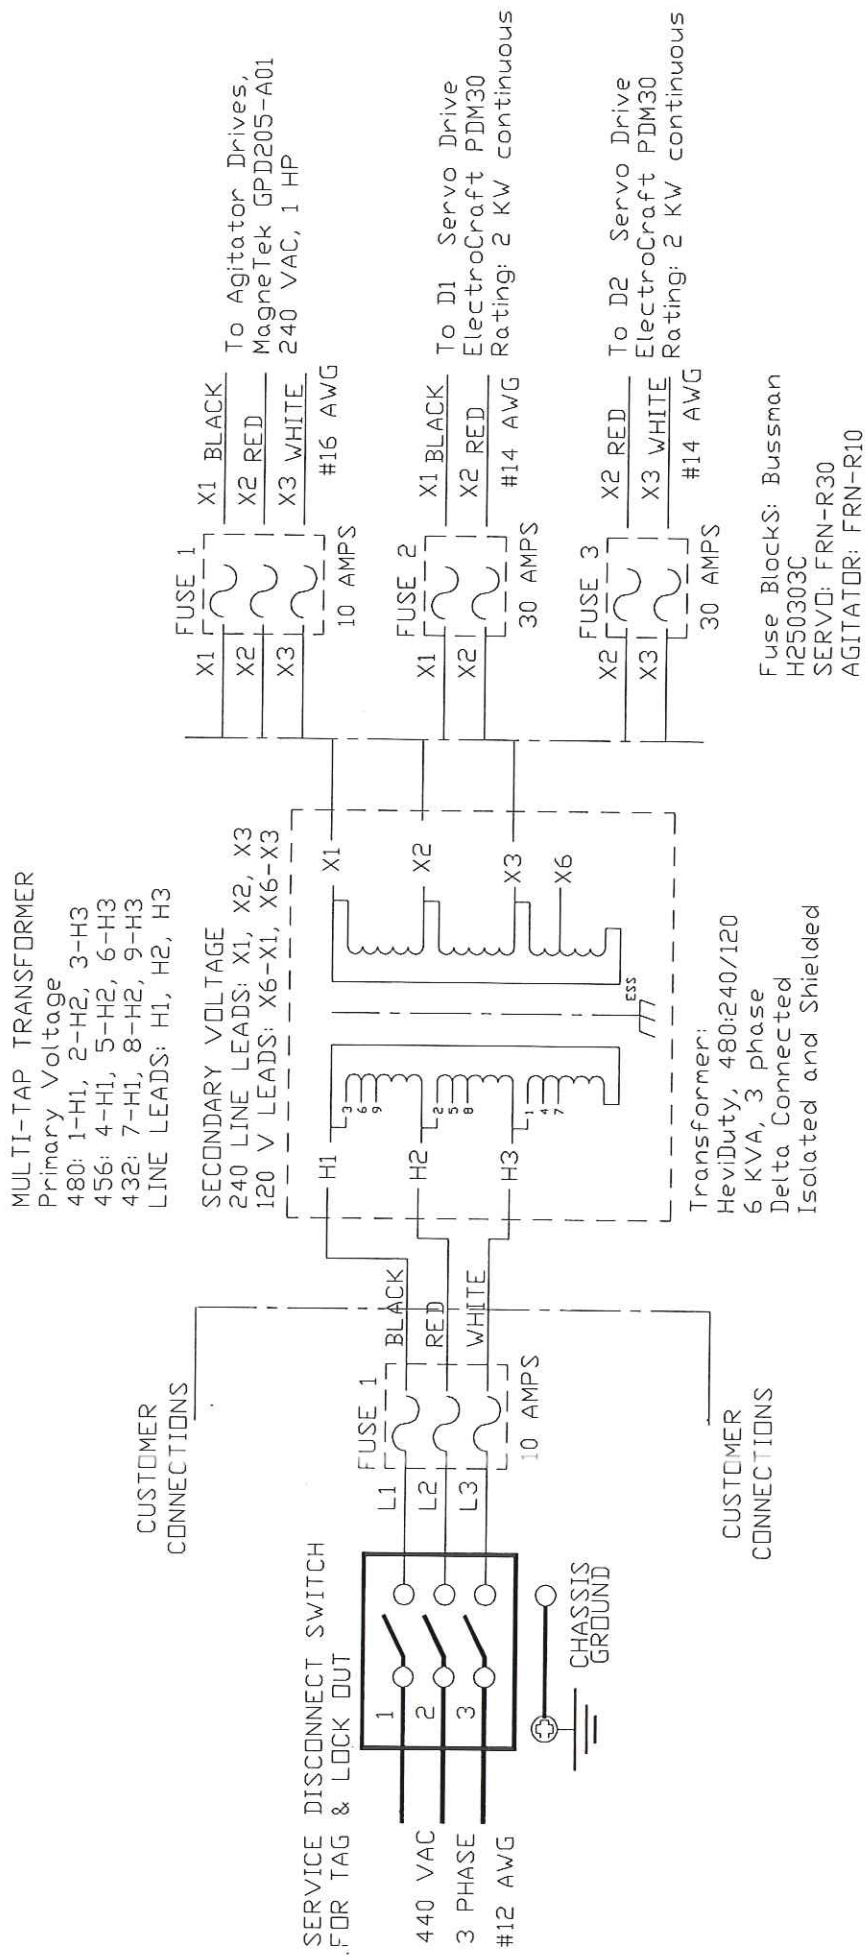 SERVICE DISCONNECT SWITCH
FOR TAG & LOCK OUT
440 VAC
3 PHASE
#12 AWG
1
2
3
CHASSIS
GROUND
CUSTOMER
CONNECTIONS
L1
L2
L3
FUSE 1
10 AMPS
BLACK
RED
WHITE
CUSTOMER
CONNECTIONS
MULTI-TAP TRANSFORMER
Primary Voltage
480: 1-H1, 2-H2, 3-H3
456: 4-H1, 5-H2, 6-H3
432: 7-H1, 8-H2, 9-H3
LINE LEADS: H1, H2, H3
SECONDARY VOLTAGE
240 LINE LEADS: X1, X2, X3
120 V LEADS: X6-X1, X6-X3
H1
H2
H3
3
6
9
2
5
8
1
4
7
ESS
X1
X2
X3
X6
Transformer:
HeviDuty, 480:240/120
6 KVA, 3 phase
Delta Connected
Isolated and Shielded
X1
X2
X3
FUSE 1
10 AMPS
X1 BLACK
X2 RED
X3 WHITE
#16 AWG
To Agitator Drives,
MagneTek GPD205-A01
240 VAC, 1 HP
X1
X2
FUSE 2
30 AMPS
X1 BLACK
X2 RED
#14 AWG
To D1 Servo Drive
ElectroCraft PDM30
Rating: 2 KW continuous
X2
X3
FUSE 3
30 AMPS
X2 RED
X3 WHITE
#14 AWG
To D2 Servo Drive
ElectroCraft PDM30
Rating: 2 KW continuous
Fuse BlockS: Bussman
H250303C
SERVO: FRN-R30
AGITATOR: FRN-R10